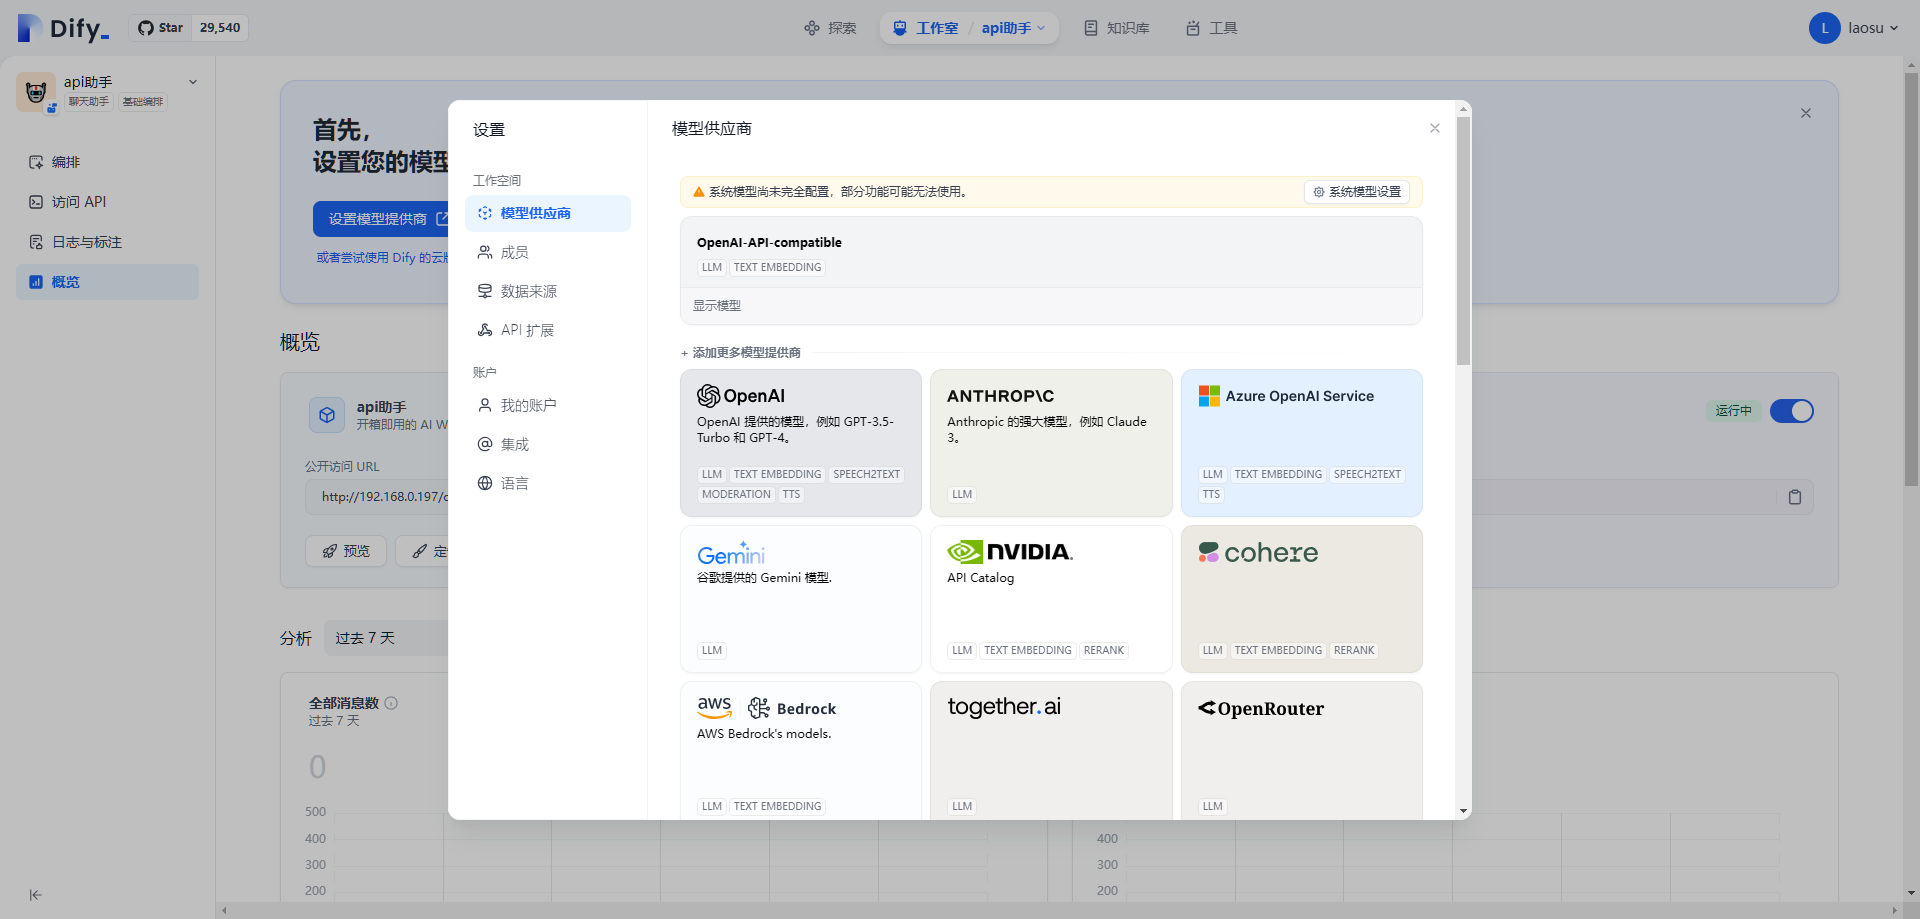 Dify_
Star 29,540
探索
工作室 / api助手
知识库
工具
L laosu
api助手
聊天助手 基础编排
编排
访问 API
日志与标注
概览
首先,
设置您的模型
设置模型提供商
或者尝试使用 Dify 的云
概览
api助手
开箱即用的 AI W
公开访问 URL
http://192.168.0.197/c
预览
运行中
分析 过去 7 天
全部消息数
过去 7 天
0
500
400
300
200
400
300
200
设置
工作空间
模型供应商
成员
数据来源
API 扩展
账户
我的账户
集成
语言
模型供应商
系统模型尚未完全配置，部分功能可能无法使用。
系统模型设置
OpenAI-API-compatible
LLM TEXT EMBEDDING
显示模型
+ 添加更多模型提供商
OpenAI
OpenAI 提供的模型，例如 GPT-3.5-
Turbo 和 GPT-4。
LLM TEXT EMBEDDING SPEECH2TEXT
MODERATION TTS
ANTHROP\C
Anthropic 的强大模型，例如 Claude
3。
LLM
Azure OpenAI Service
LLM TEXT EMBEDDING SPEECH2TEXT
TTS
Gemini
谷歌提供的 Gemini 模型.
LLM
NVIDIA.
API Catalog
LLM TEXT EMBEDDING RERANK
cohere
LLM TEXT EMBEDDING RERANK
aws Bedrock
AWS Bedrock's models.
LLM TEXT EMBEDDING
together.ai
LLM
OpenRouter
LLM